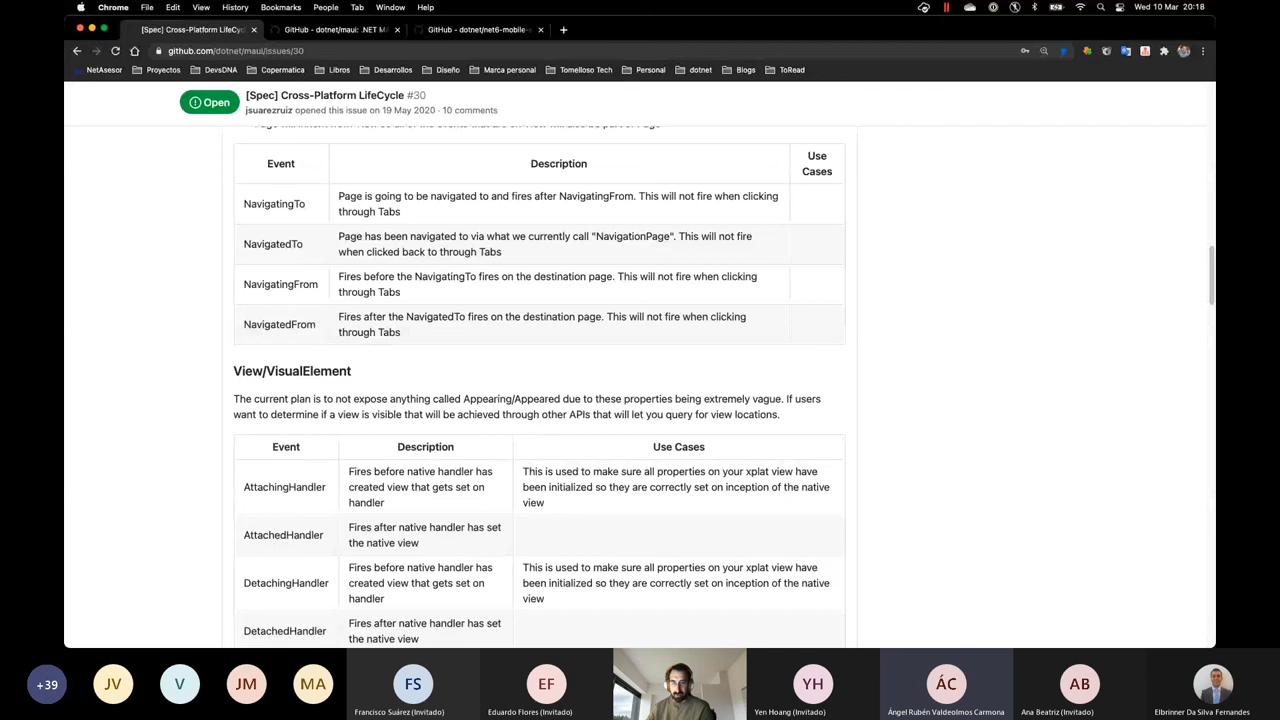 Chrome File Edit View History Bookmarks People Tab Window Help
Wed 10 Mar 20:18
[Spec] Cross-Platform LifeCyc
GitHub - dotnet/maui: .NET MA
GitHub - dotnet/net6-mobile-s
github.com/dotnet/maui/issues/30
NetAsesor Proyectos DevsDNA Copermatica Libros Desarrollos Diseño Marca personal Tomelloso Tech Personal dotnet Blogs ToRead
Open
[Spec] Cross-Platform LifeCycle #30
jsuarezruiz opened this issue on 19 May 2020 · 10 comments
Event Description Use
Cases
NavigatingTo
Page is going to be navigated to and fires after NavigatingFrom. This will not fire when clicking
through Tabs
NavigatedTo
Page has been navigated to via what we currently call "NavigationPage". This will not fire
when clicked back to through Tabs
NavigatingFrom
Fires before the NavigatingTo fires on the destination page. This will not fire when clicking
through Tabs
NavigatedFrom
Fires after the NavigatedTo fires on the destination page. This will not fire when clicking
through Tabs
View/VisualElement
The current plan is to not expose anything called Appearing/Appeared due to these properties being extremely vague. If users
want to determine if a view is visible that will be achieved through other APIs that will let you query for view locations.
Event Description Use Cases
AttachingHandler
Fires before native handler has
created view that gets set on
handler
This is used to make sure all properties on your xplat view have
been initialized so they are correctly set on inception of the native
view
AttachedHandler
Fires after native handler has set
the native view
DetachingHandler
Fires before native handler has
created view that gets set on
handler
This is used to make sure all properties on your xplat view have
been initialized so they are correctly set on inception of the native
view
DetachedHandler
Fires after native handler has set
the native view
+39
JV
V
JM
MA
FS
Francisco Suárez (Invitado)
EF
Eduardo Flores (Invitado)
YH
Yen Hoang (Invitado)
ÁC
Ángel Rubén Valdeolmos Carmona
AB
Ana Beatriz (Invitado)
Elbrinner Da Silva Fernandes